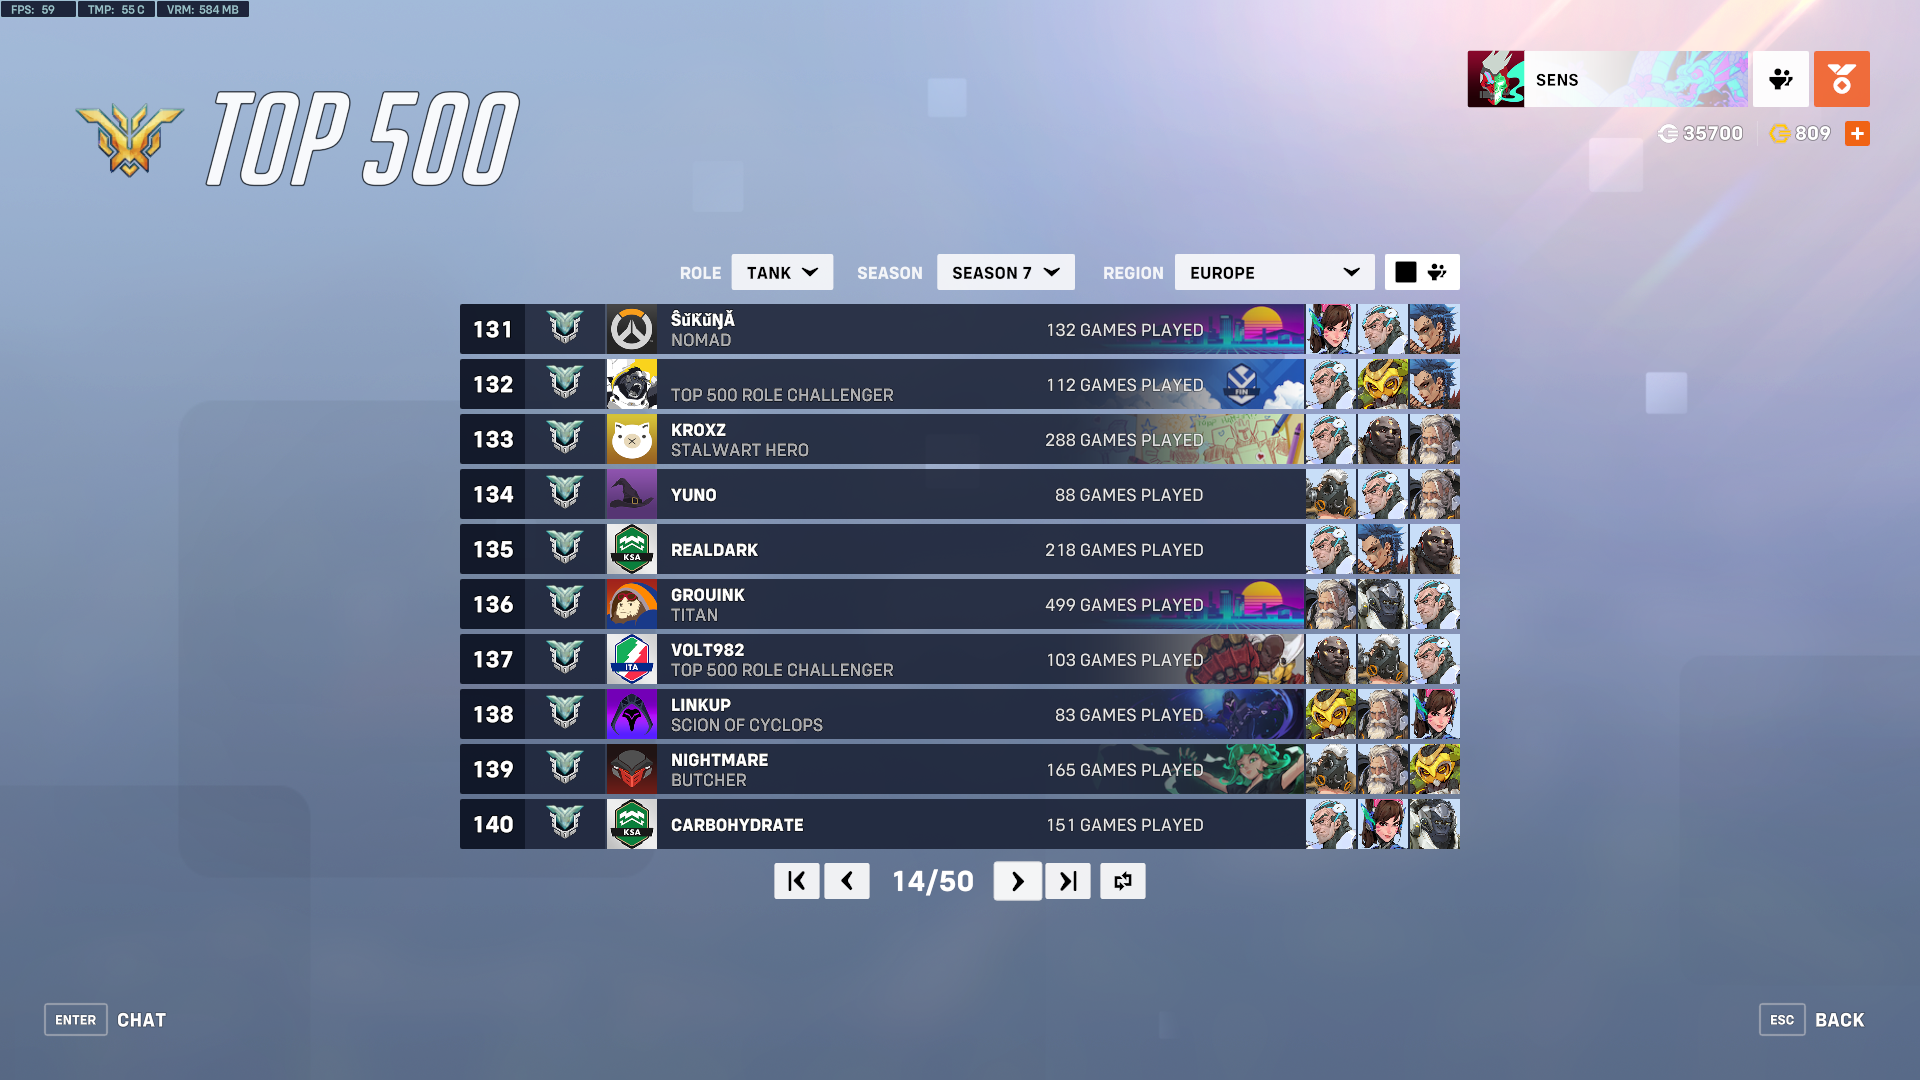 FPS: 59 TMP: 55 C VRM: 584 MB
TOP 500
SENS
35700 809
ROLE TANK SEASON SEASON 7 REGION EUROPE
131 ŜŭƘŭŊĂ NOMAD 132 GAMES PLAYED
132 TOP 500 ROLE CHALLENGER 112 GAMES PLAYED FIN
133 KROXZ STALWART HERO 288 GAMES PLAYED
134 YUNO 88 GAMES PLAYED
135 KSA REALDARK 218 GAMES PLAYED
136 GROUINK TITAN 499 GAMES PLAYED
137 ITA VOLT982 TOP 500 ROLE CHALLENGER 103 GAMES PLAYED
138 LINKUP SCION OF CYCLOPS 83 GAMES PLAYED
139 NIGHTMARE BUTCHER 165 GAMES PLAYED
140 KSA CARBOHYDRATE 151 GAMES PLAYED
14/50
ENTER CHAT
ESC BACK